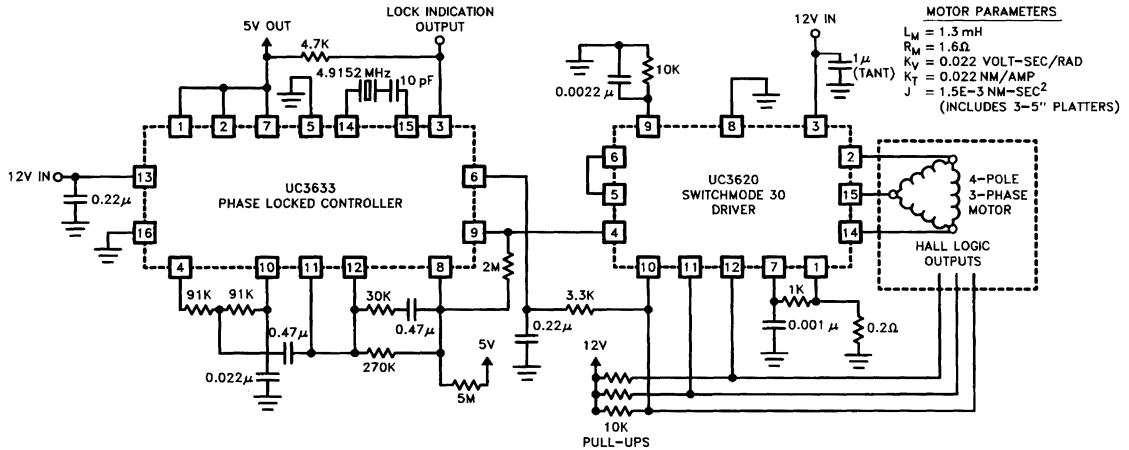 LOCK INDICATION
OUTPUT
5V OUT
4.7K
4.9152 MHz
10 pF
1
2
7
5
14
15
3
12V IN
13
0.22μ
16
UC3633
PHASE LOCKED CONTROLLER
6
9
4
10
11
12
8
91K
91K
0.47μ
0.022μ
30K
0.47μ
270K
2M
5V
5M
3.3K
0.22μ
12V IN
1μ
(TANT)
10K
0.0022μ
9
8
3
6
5
4
UC3620
SWITCHMODE 30
DRIVER
2
15
14
10
11
12
7
1
4-POLE
3-PHASE
MOTOR
HALL LOGIC
OUTPUTS
1K
0.001μ
0.2Ω
12V
10K
PULL-UPS
MOTOR PARAMETERS
LM = 1.3 mH
RM = 1.6Ω
KV = 0.022 VOLT-SEC/RAD
KT = 0.022 NM/AMP
J = 1.5E-3 NM-SEC²
(INCLUDES 3-5" PLATTERS)